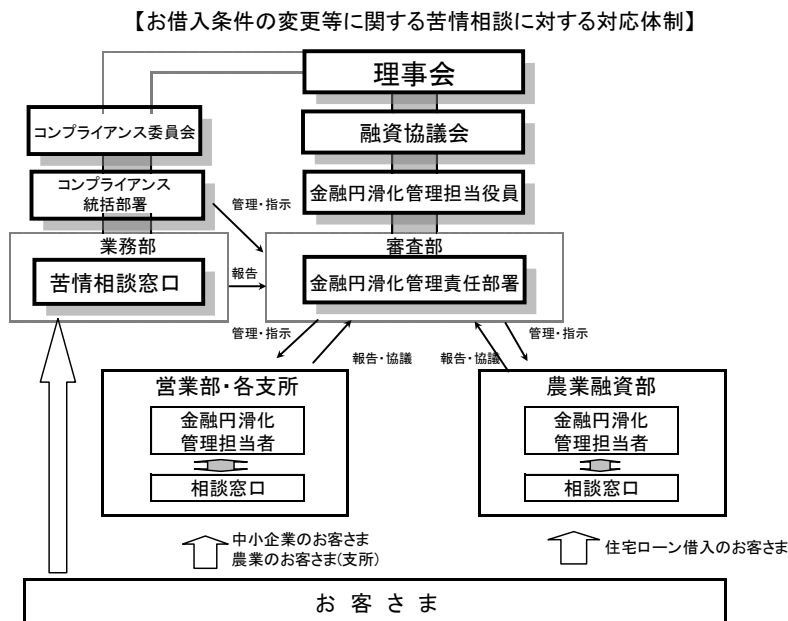 【お借入条件の変更等に関する苦情相談に対する対応体制】
理事会
コンプライアンス委員会
融資協議会
コンプライアンス
統括部署
管理・指示
金融円滑化管理担当役員
業務部
審査部
苦情相談窓口
報告
金融円滑化管理責任部署
管理・指示
報告・協議
報告・協議
管理・指示
営業部・各支所
農業融資部
金融円滑化
管理担当者
金融円滑化
管理担当者
相談窓口
相談窓口
中小企業のお客さま
農業のお客さま(支所)
住宅ローン借入のお客さま
お 客 さ ま